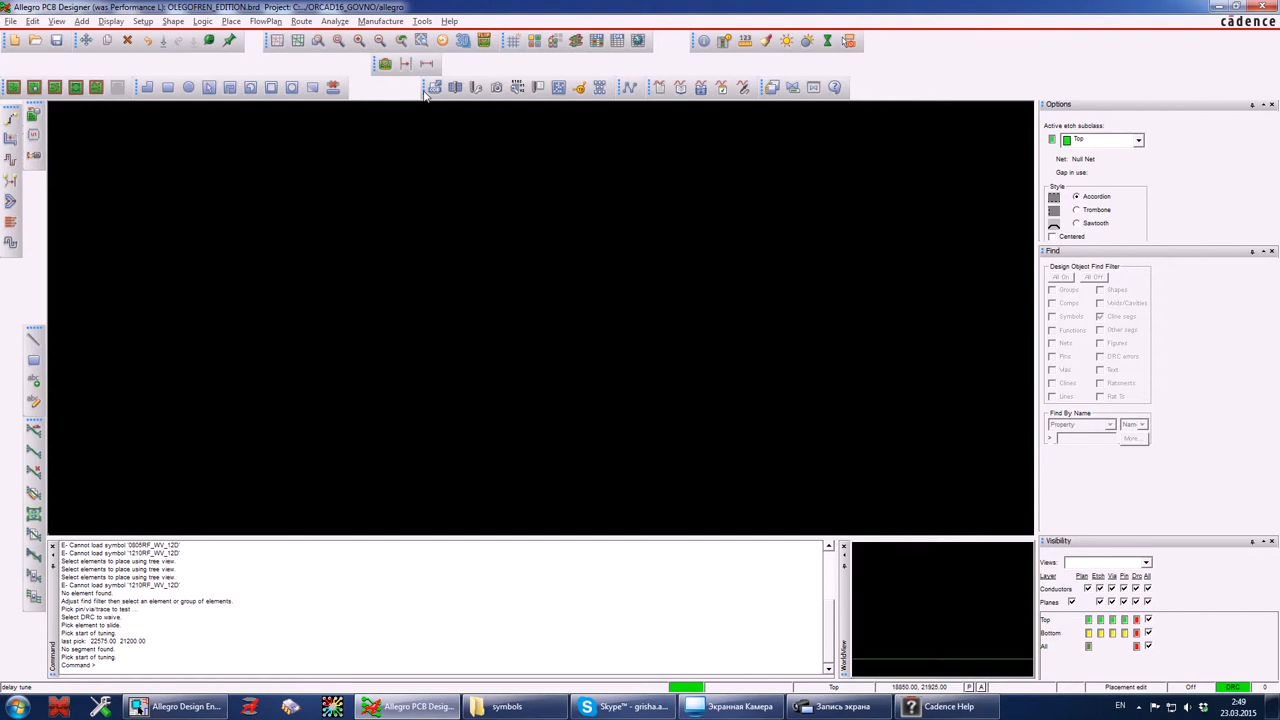 Allegro PCB Designer (was Performance L): OLEGOFREN_EDITION.brd Project: C:/.../ORCAD16_GOVNO/allegro
File Edit View Add Display Setup Shape Logic Place FlowPlan Route Analyze Manufacture Tools Help
cadence
Options
Active etch subclass:
Top
Net: Null Net
Gap in use:
Style
Accordion
Trombone
Sawtooth
Centered
Find
Design Object Find Filter
All On All Off
Groups Shapes
Comps Voids/Cavities
Symbols Cline segs
Functions Other segs
Nets Figures
Pins DRC errors
Vias Text
Clines Ratsnests
Lines Rat Ts
Find By Name
Property Nam
> More...
Visibility
Views:
Layer Plan Etch Via Pin Drc All
Conductors
Planes
Top
Bottom
All
E- Cannot load symbol '0805RF_WV_12D'
E- Cannot load symbol '1210RF_WV_12D'
Select elements to place using tree view.
Select elements to place using tree view.
Select elements to place using tree view.
E- Cannot load symbol '1210RF_WV_12D'
No element found.
Adjust find filter then select an element or group of elements.
Pick pin/via/trace to test ...
Select DRC to waive.
Pick element to slide.
Pick start of tuning.
last pick: 22575.00 21200.00
No segment found.
Pick start of tuning.
Command >
Command
WorldView
delay tune Top 18850.00, 21925.00 P A Placement edit Off DRC 0
Allegro Design En... Allegro PCB Desig... symbols Skype™ - grisha.a... Экранная Камера Запись экрана Cadence Help EN 2:49
23.03.2015